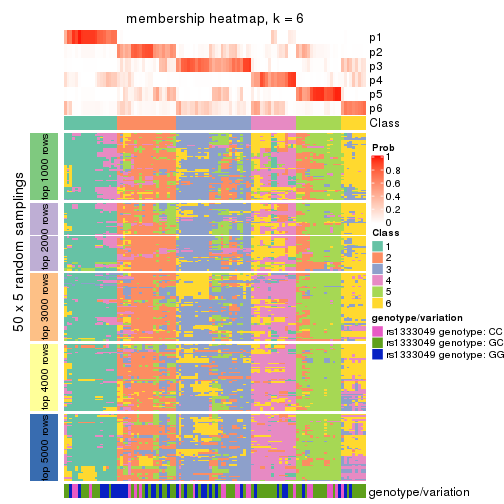 membership heatmap, k = 6
p1
p2
p3
p4
p5
p6
Class
50 x 5 random samplings
top 1000 rows
top 2000 rows
top 3000 rows
top 4000 rows
top 5000 rows
genotype/variation
Prob
1
0.8
0.6
0.4
0.2
0
Class
1
2
3
4
5
6
genotype/variation
rs1333049 genotype: CC
rs1333049 genotype: GC
rs1333049 genotype: GG